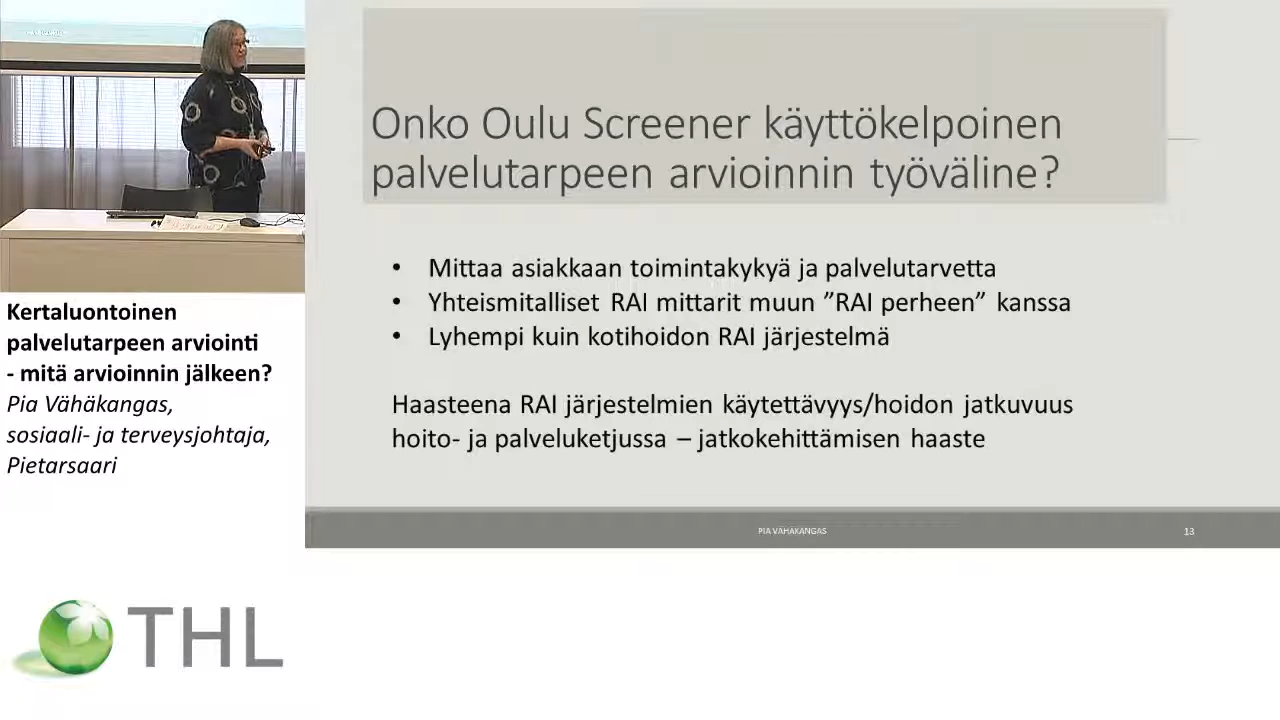 Onko Oulu Screener käyttökelpoinen
palvelutarpeen arvioinnin työväline?
• Mittaa asiakkaan toimintakykyä ja palvelutarvetta
• Yhteismitalliset RAI mittarit muun ”RAI perheen” kanssa
• Lyhempi kuin kotihoidon RAI järjestelmä
Haasteena RAI järjestelmien käytettävyys/hoidon jatkuvuus
hoito- ja palveluketjussa – jatkokehittämisen haaste
PIA VÄHÄKANGAS
13
Kertaluontoinen
palvelutarpeen arviointi
- mitä arvioinnin jälkeen?
Pia Vähäkangas,
sosiaali- ja terveysjohtaja,
Pietarsaari
THL